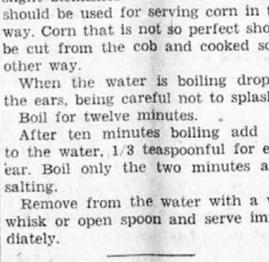 should be used for serving corn in
way. Corn that is not so perfect sho
be cut from the cob and cooked so
other way.
When the water is boiling drop
the ears, being careful not to splas
Boil for twelve minutes.
After ten minutes boiling add
to the water, 1/3 teaspoonful for e
ear. Boil only the two minutes a
salting.
Remove from the water with a
whisk or open spoon and serve im
diately.